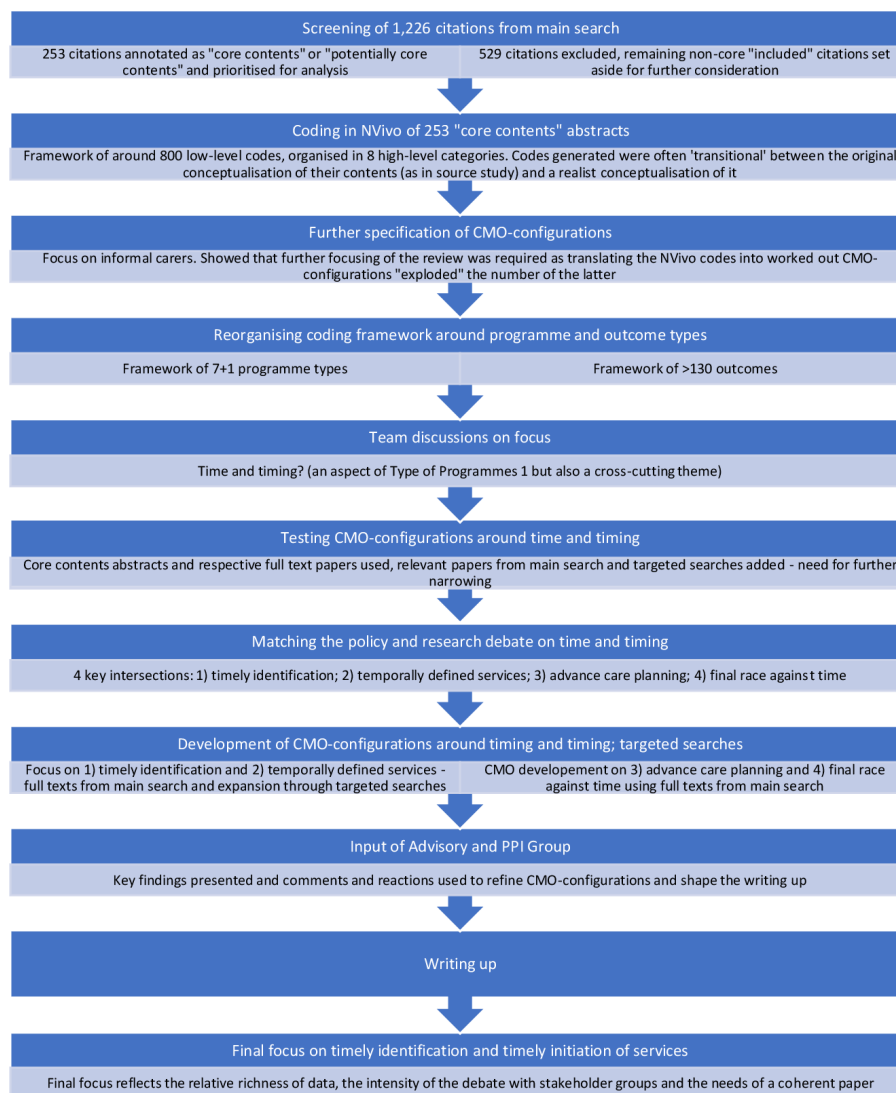 Screening of 1,226 citations from main search
253 citations annotated as "core contents" or "potentially core
contents" and prioritised for analysis
529 citations excluded, remaining non-core "included" citations set
aside for further consideration
Coding in NVivo of 253 "core contents" abstracts
Framework of around 800 low-level codes, organised in 8 high-level categories. Codes generated were often 'transitional' between the original
conceptualisation of their contents (as in source study) and a realist conceptualisation of it
Further specification of CMO-configurations
Focus on informal carers. Showed that further focusing of the review was required as translating the NVivo codes into worked out CMO-
configurations "exploded" the number of the latter
Reorganising coding framework around programme and outcome types
Framework of 7+1 programme types
Framework of >130 outcomes
Team discussions on focus
Time and timing? (an aspect of Type of Programmes 1 but also a cross-cutting theme)
Testing CMO-configurations around time and timing
Core contents abstracts and respective full text papers used, relevant papers from main search and targeted searches added - need for further
narrowing
Matching the policy and research debate on time and timing
4 key intersections: 1) timely identification; 2) temporally defined services; 3) advance care planning; 4) final race against time
Development of CMO-configurations around timing and timing; targeted searches
Focus on 1) timely identification and 2) temporally defined services -
full texts from main search and expansion through targeted searches
CMO developement on 3) advance care planning and 4) final race
against time using full texts from main search
Input of Advisory and PPI Group
Key findings presented and comments and reactions used to refine CMO-configurations and shape the writing up
Writing up
Final focus on timely identification and timely initiation of services
Final focus reflects the relative richness of data, the intensity of the debate with stakeholder groups and the needs of a coherent paper